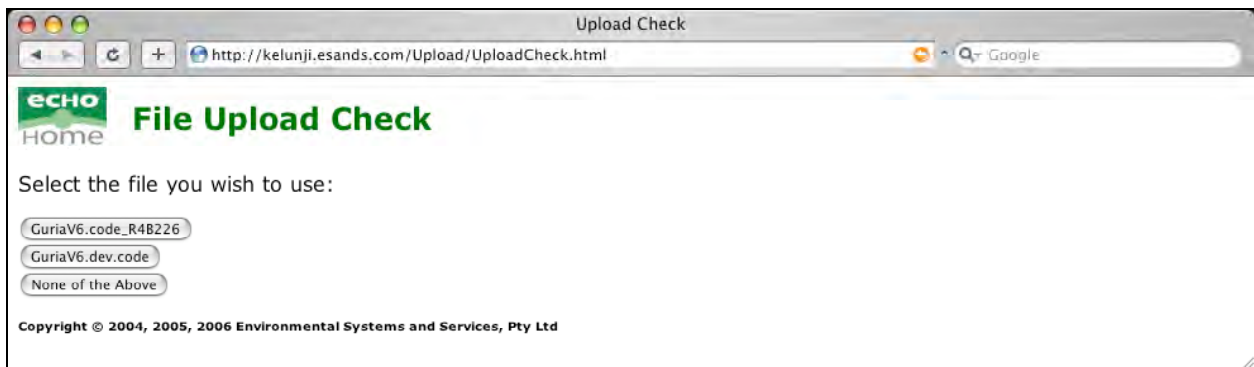 Upload Check
http://kelunji.esands.com/Upload/UploadCheck.html
Google
ecHO
Home
File Upload Check
Select the file you wish to use:
GuriaV6.code_R4B226
GuriaV6.dev.code
None of the Above
Copyright © 2004, 2005, 2006 Environmental Systems and Services, Pty Ltd